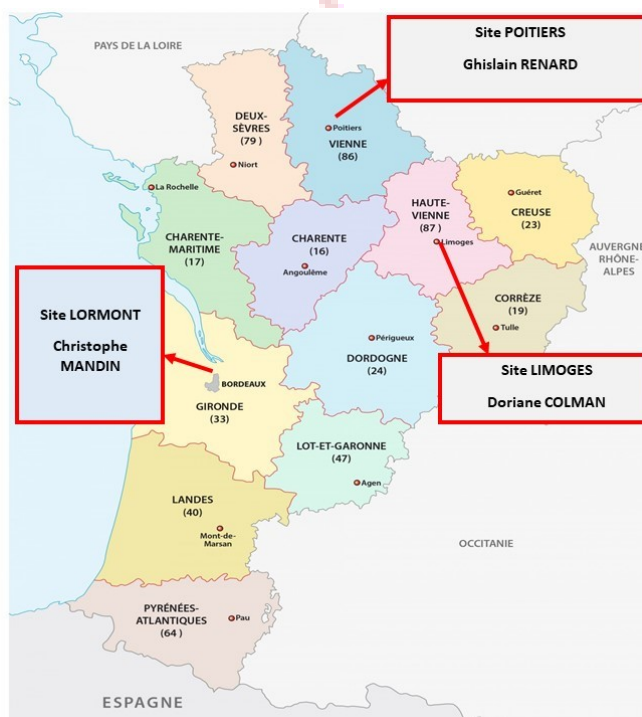 PAYS DE LA LOIRE
Site POITIERS
Ghislain RENARD
DEUX-
SÈVRES
(79 )
Niort
Poitiers
VIENNE
(86)
La Rochelle
CHARENTE-
MARITIME
(17)
CHARENTE
(16)
Angoulême
HAUTE-
VIENNE
(87 )
Limoges
Guéret
CREUSE
(23)
AUVERGNE
RHÔNE-
ALPES
CORRÈZE
(19)
Tulle
Site LORMONT
Christophe
MANDIN
Périgueux
DORDOGNE
(24)
Site LIMOGES
Doriane COLMAN
BORDEAUX
GIRONDE
(33)
LOT-ET-GARONNE
(47)
Agen
LANDES
(40)
Mont-de-
Marsan
OCCITANIE
PYRÉNÉES-
ATLANTIQUES
(64 )
Pau
ESPAGNE